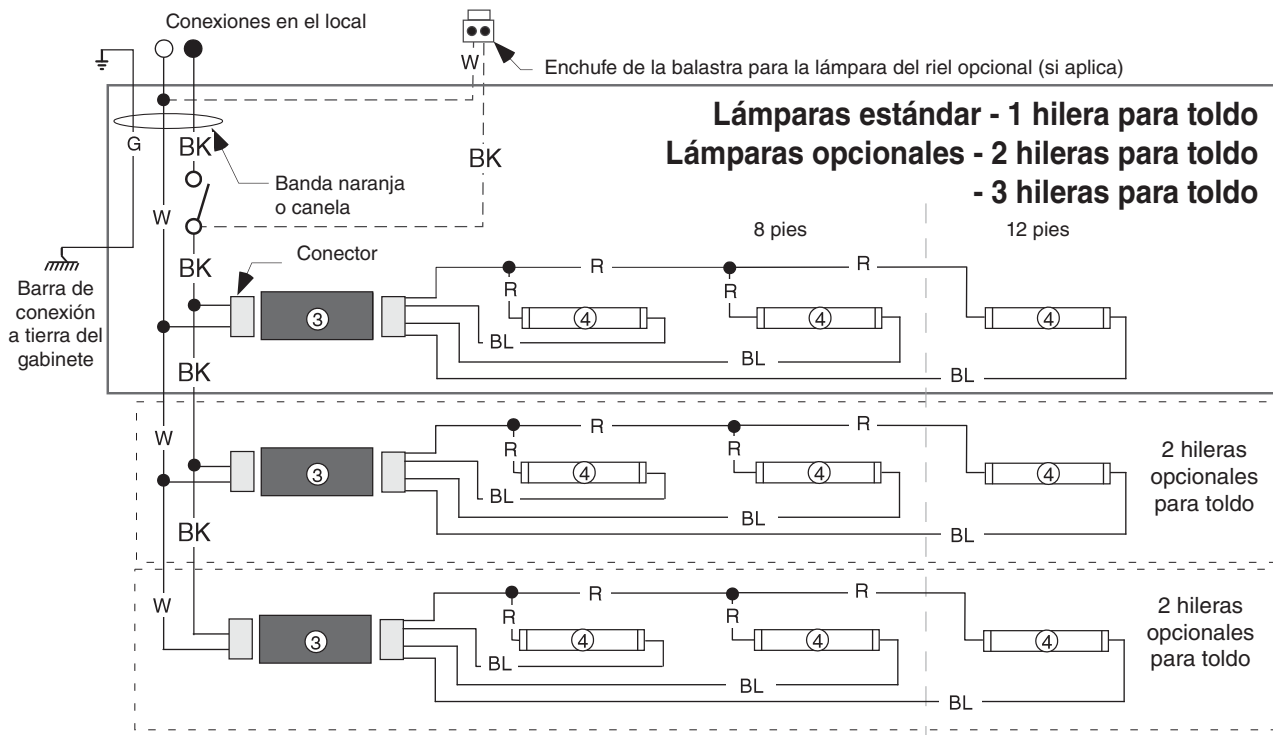 Conexiones en el local
W
Enchufe de la balastra para la lámpara del riel opcional (si aplica)
Lámparas estándar - 1 hilera para toldo
Lámparas opcionales - 2 hileras para toldo
- 3 hileras para toldo
G
BK
BK
Banda naranja
o canela
W
8 pies
12 pies
BK
Conector
Barra de
conexión
a tierra del
gabinete
R
R
R
R
3
4
4
4
BL
BL
BL
BK
W
R
R
R
R
3
4
4
4
BL
BL
BL
2 hileras
opcionales
para toldo
BK
W
R
R
R
R
3
4
4
4
BL
BL
BL
2 hileras
opcionales
para toldo